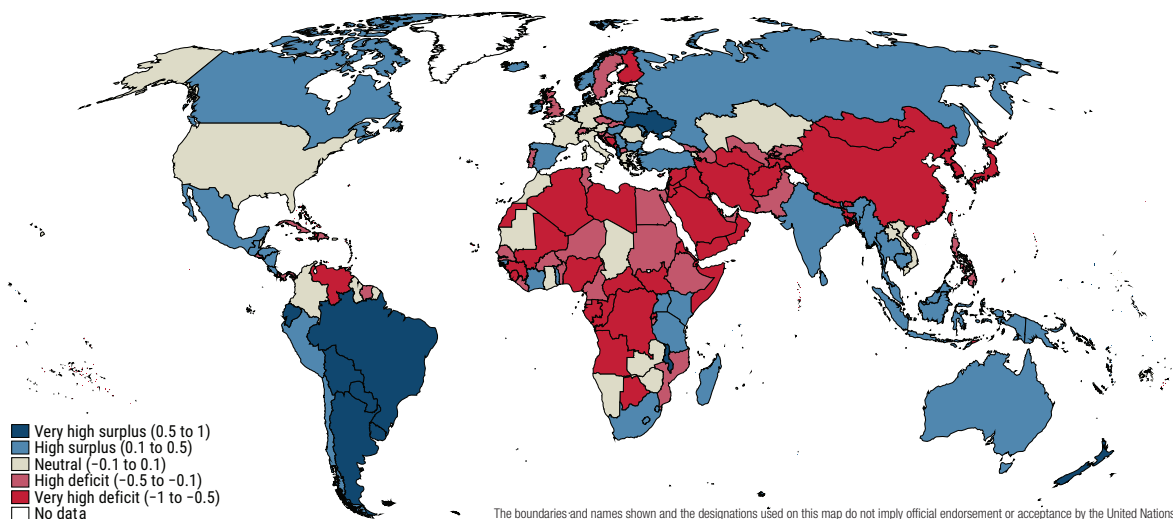 Very high surplus (0.5 to 1)
High surplus (0.1 to 0.5)
Neutral (−0.1 to 0.1)
High deficit (−0.5 to −0.1)
Very high deficit (−1 to −0.5)
No data
The boundaries and names shown and the designations used on this map do not imply official endorsement or acceptance by the United Nations